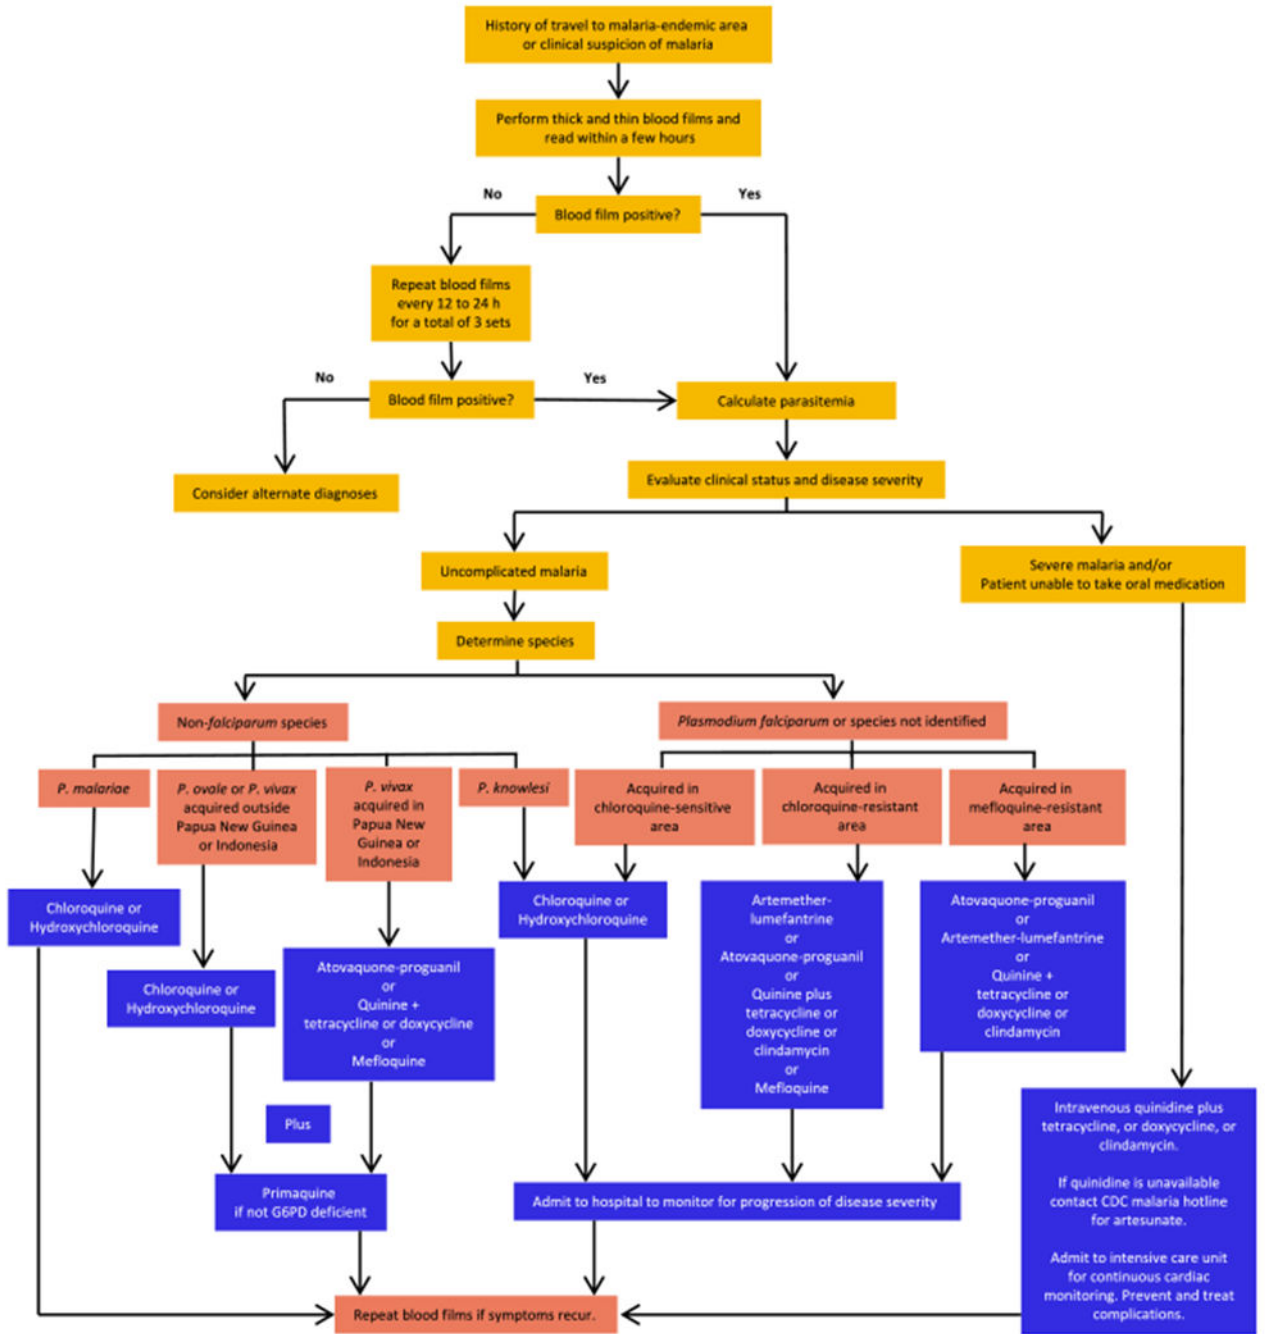 History of travel to malaria-endemic area
or clinical suspicion of malaria
Perform thick and thin blood films and
read within a few hours
No
Yes
Blood film positive?
Repeat blood films
every 12 to 24 h
for a total of 3 sets
No
Yes
Blood film positive?
Calculate parasitemia
Consider alternate diagnoses
Evaluate clinical status and disease severity
Uncomplicated malaria
Severe malaria and/or
Patient unable to take oral medication
Determine species
Non-falciparum species
Plasmodium falciparum or species not identified
P. malariae
P. ovale or P. vivax
acquired outside
Papua New Guinea
or Indonesia
P. vivax
acquired in
Papua New
Guinea or
Indonesia
P. knowlesi
Acquired in
chloroquine-sensitive
area
Acquired in
chloroquine-resistant
area
Acquired in
mefloquine-resistant
area
Chloroquine or
Hydroxychloroquine
Chloroquine or
Hydroxychloroquine
Atovaquone-proguanil
or
Quinine +
tetracycline or doxycycline
or
Mefloquine
Chloroquine or
Hydroxychloroquine
Artemether-
lumefantrine
or
Atovaquone-proguanil
or
Quinine plus
tetracycline or
doxycycline or
clindamycin
or
Mefloquine
Atovaquone-proguanil
or
Artemether-lumefantrine
or
Quinine +
tetracycline or
doxycycline or
clindamycin
Plus
Primaquine
if not G6PD deficient
Admit to hospital to monitor for progression of disease severity
Intravenous quinidine plus
tetracycline, or doxycycline, or
clindamycin.
If quinidine is unavailable
contact CDC malaria hotline
for artesunate.
Admit to intensive care unit
for continuous cardiac
monitoring. Prevent and treat
complications.
Repeat blood films if symptoms recur.